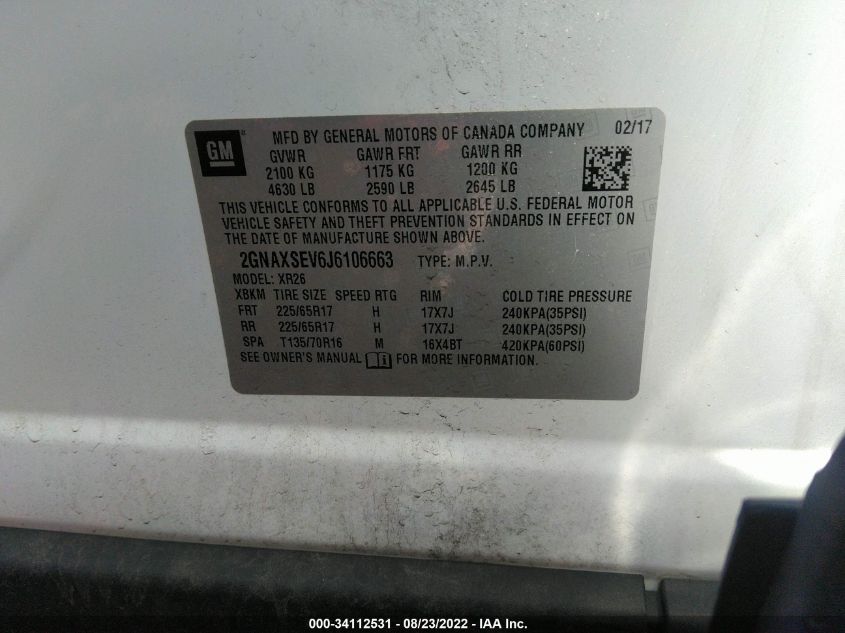 GM
MFD BY GENERAL MOTORS OF CANADA COMPANY 02/17
GVWR GAWR FRT GAWR RR
2100 KG 1175 KG 1200 KG
4630 LB 2590 LB 2645 LB
THIS VEHICLE CONFORMS TO ALL APPLICABLE U.S. FEDERAL MOTOR
VEHICLE SAFETY AND THEFT PREVENTION STANDARDS IN EFFECT ON
THE DATE OF MANUFACTURE SHOWN ABOVE.
2GNAXSEV6J6106663 TYPE: M.P.V.
MODEL: XR26
XBKM TIRE SIZE SPEED RTG RIM COLD TIRE PRESSURE
FRT 225/65R17 H 17X7J 240KPA(35PSI)
RR 225/65R17 H 17X7J 240KPA(35PSI)
SPA T135/70R16 M 16X4BT 420KPA(60PSI)
SEE OWNER'S MANUAL FOR MORE INFORMATION.
000-34112531 - 08/23/2022 - IAA Inc.